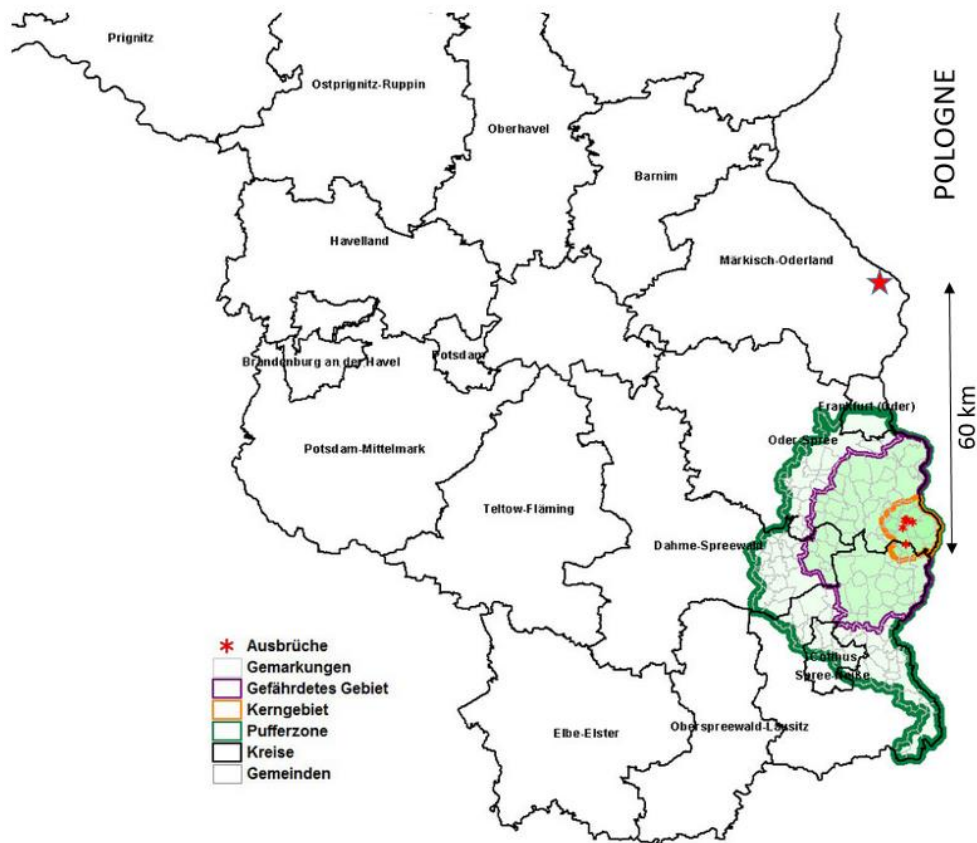 Prignitz
Ostprignitz-Ruppin
Oberhavel
Barnim
POLOGNE
Havelland
Märkisch-Oderland
Brandenburg an der Havel
Potsdam
Frankfurt (Oder)
60 km
Oder-Spree
Potsdam-Mittelmark
Teltow-Fläming
Dahme-Spreewald
Cottbus
Spree-Neiße
Oberspreewald-Lausitz
Elbe-Elster
Ausbrüche
Gemarkungen
Gefährdetes Gebiet
Kerngebiet
Pufferzone
Kreise
Gemeinden